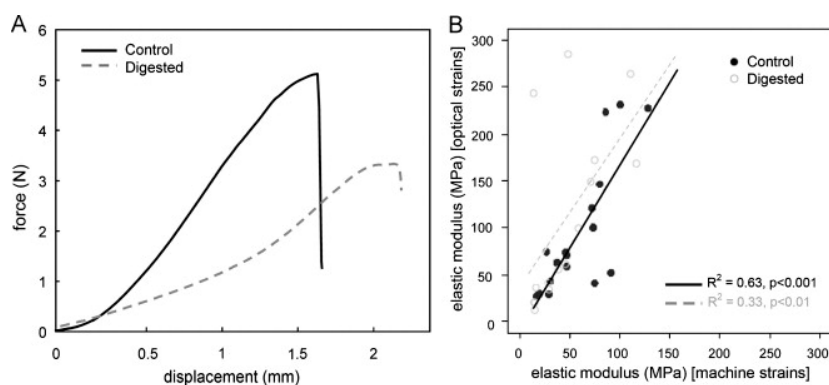 A
Control
Digested
6
5
4
3
2
1
0
force (N)
0 0.5 1 1.5 2
displacement (mm)
B
Control
Digested
300
250
200
150
100
50
0
elastic modulus (MPa) [optical strains]
R² = 0.63, p<0.001
R² = 0.33, p<0.01
0 50 100 150 200 250 300
elastic modulus (MPa) [machine strains]